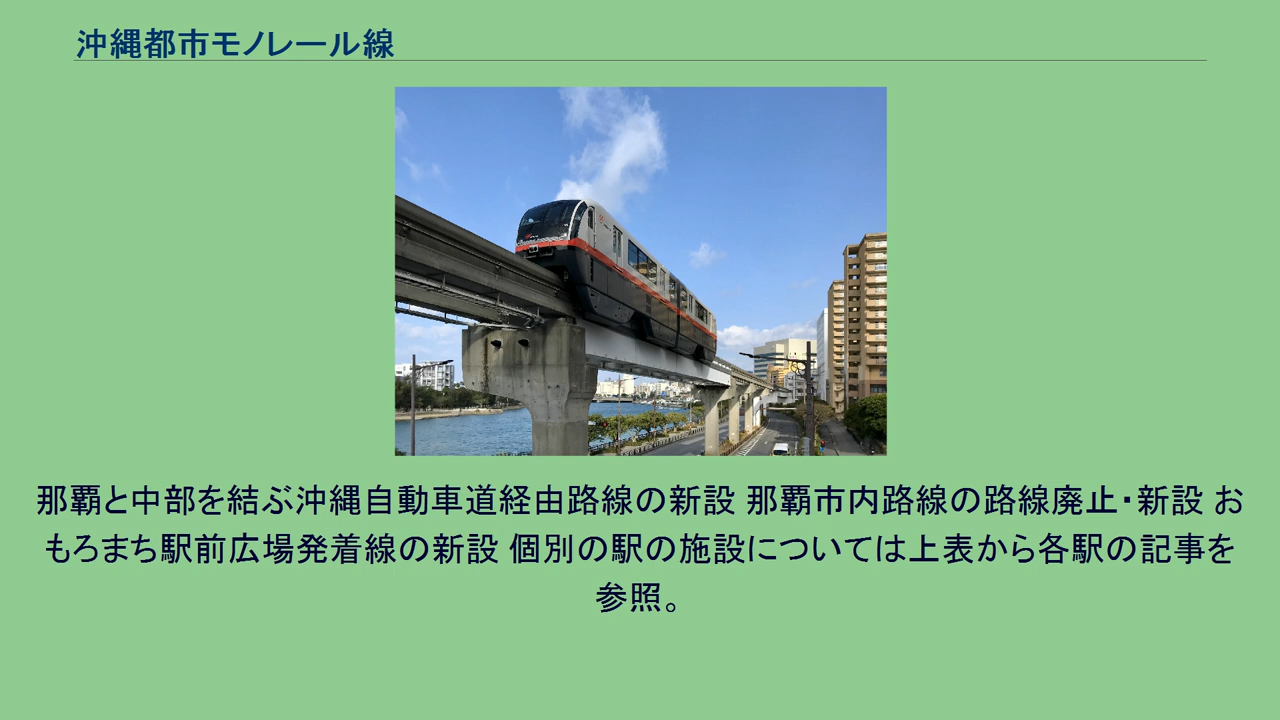 沖縄都市モノレール線
那覇と中部を結ぶ沖縄自動車道経由路線の新設 那覇市内路線の路線廃止・新設 お
もろまち駅前広場発着線の新設 個別の駅の施設については上表から各駅の記事を
参照。